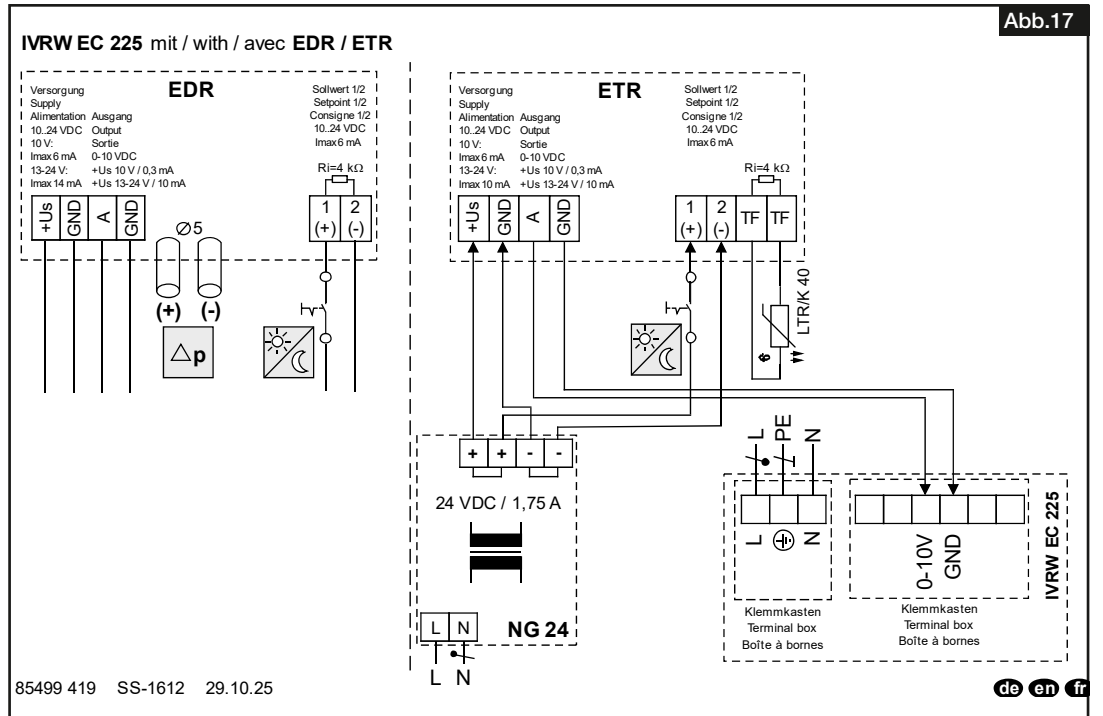 Abb.17
IVRW EC 225 mit / with / avec EDR / ETR
EDR
Versorgung
Supply
Alimentation Ausgang
10..24 VDC Output
10 V: Sortie
Imax 6 mA 0-10 VDC
13-24 V: +Us 10 V / 0,3 mA
Imax 14 mA +Us 13-24 V / 10 mA
Sollwert 1/2
Setpoint 1/2
Consigne 1/2
10..24 VDC
Imax 6 mA
Ri=4 kΩ
+Us GND A GND
1 2
(+) (-)
∅5
(+) (-)
△p
ETR
Versorgung
Supply
Alimentation Ausgang
10..24 VDC Output
10 V: Sortie
Imax 6 mA 0-10 VDC
13-24 V: +Us 10 V / 0,3 mA
Imax 10 mA +Us 13-24 V / 10 mA
Sollwert 1/2
Setpoint 1/2
Consigne 1/2
10..24 VDC
Imax 6 mA
Ri=4 kΩ
+Us GND A GND
1 2 TF TF
(+) (-)
LTR/K 40
+ + - -
24 VDC / 1,75 A
L N
NG 24
L N
L PE N
L N
Klemmkasten
Terminal box
Boîte à bornes
0-10V
GND
Klemmkasten
Terminal box
Boîte à bornes
IVRW EC 225
85499 419 SS-1612 29.10.25
de en fr